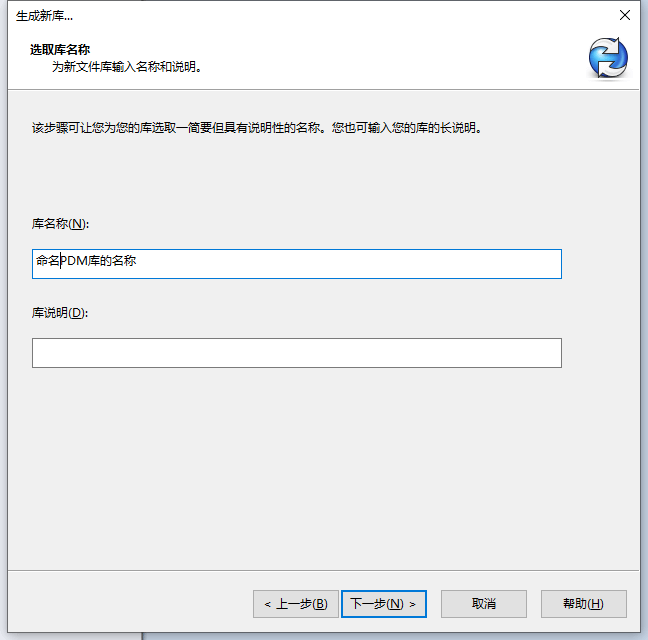 生成新库...
选取库名称
为新文件库输入名称和说明。
该步骤可让您为您的库选取一简要但具有说明性的名称。您也可输入您的库的长说明。
库名称(N):
命名PDM库的名称
库说明(D):
< 上一步(B) 下一步(N) > 取消 帮助(H)